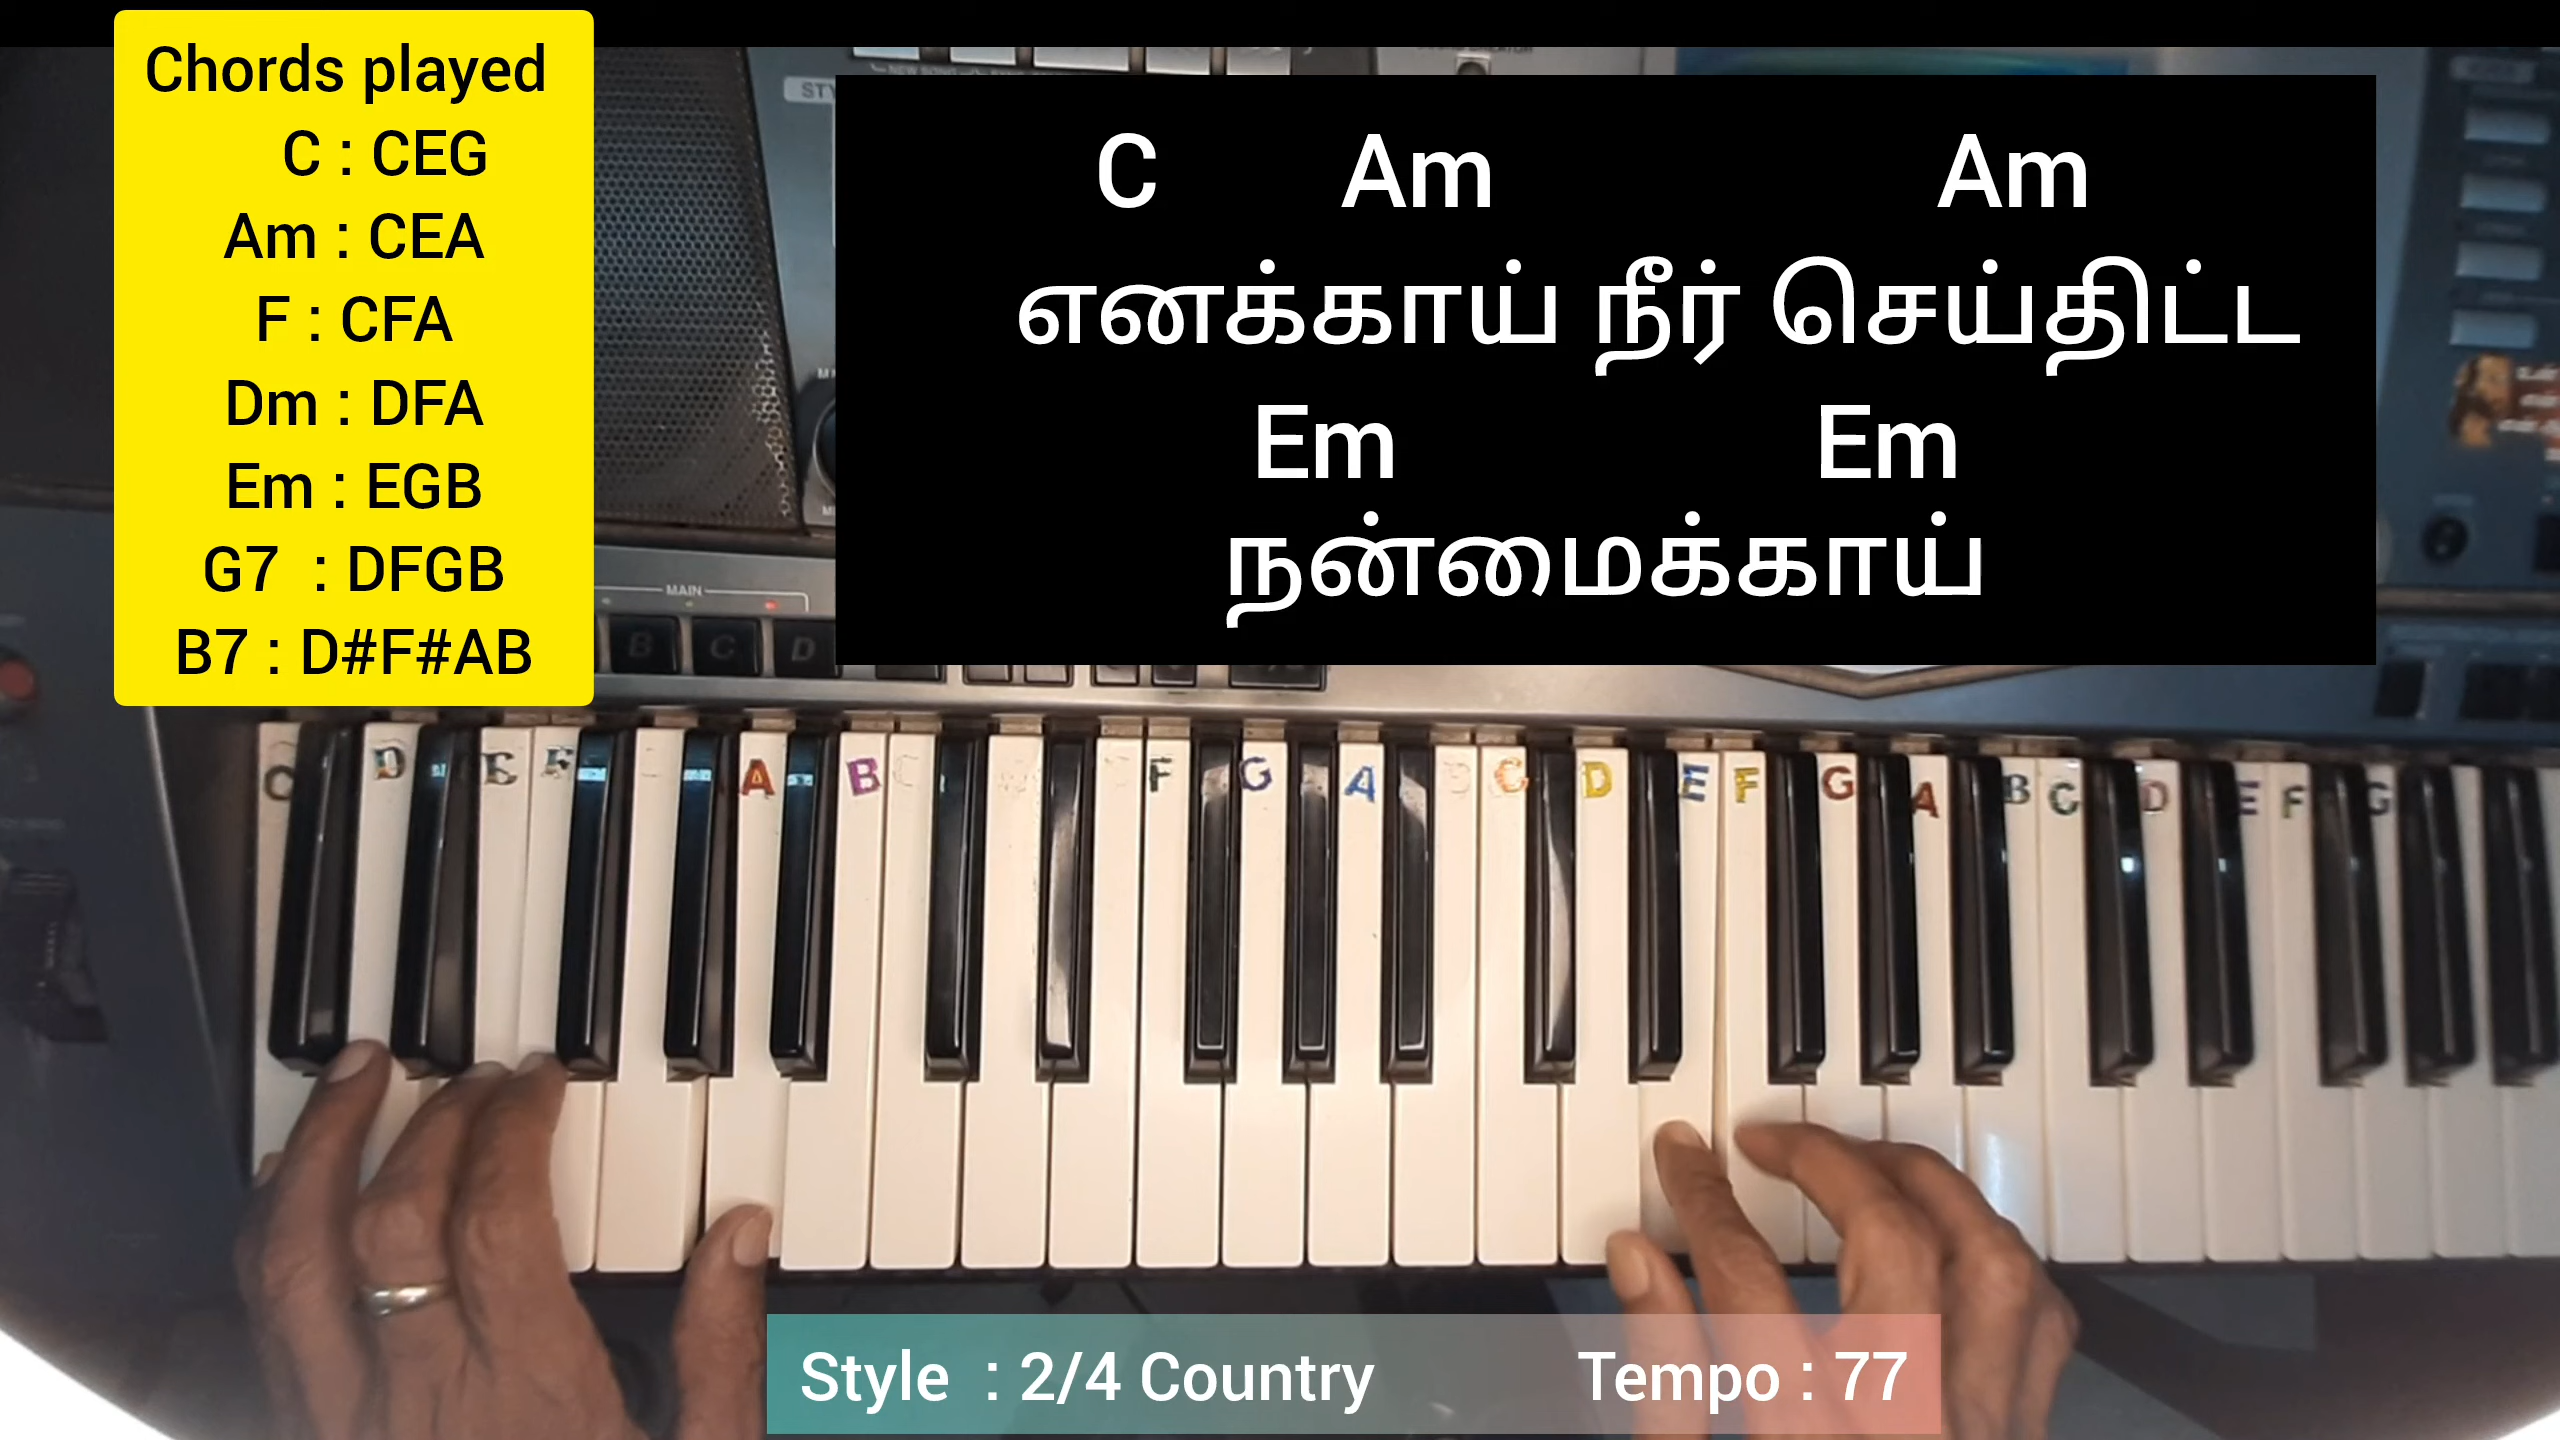 Chords played
C : CEG
Am : CEA
F : CFA
Dm : DFA
Em : EGB
G7 : DFGB
B7 : D#F#AB
C Am Am
எனக்காய் நீர் செய்திட்ட
Em Em
நன்மைக்காய்
MAIN
B C D
C D E F A B C F G A C D E F G A B C D E F G
Style : 2/4 Country Tempo : 77